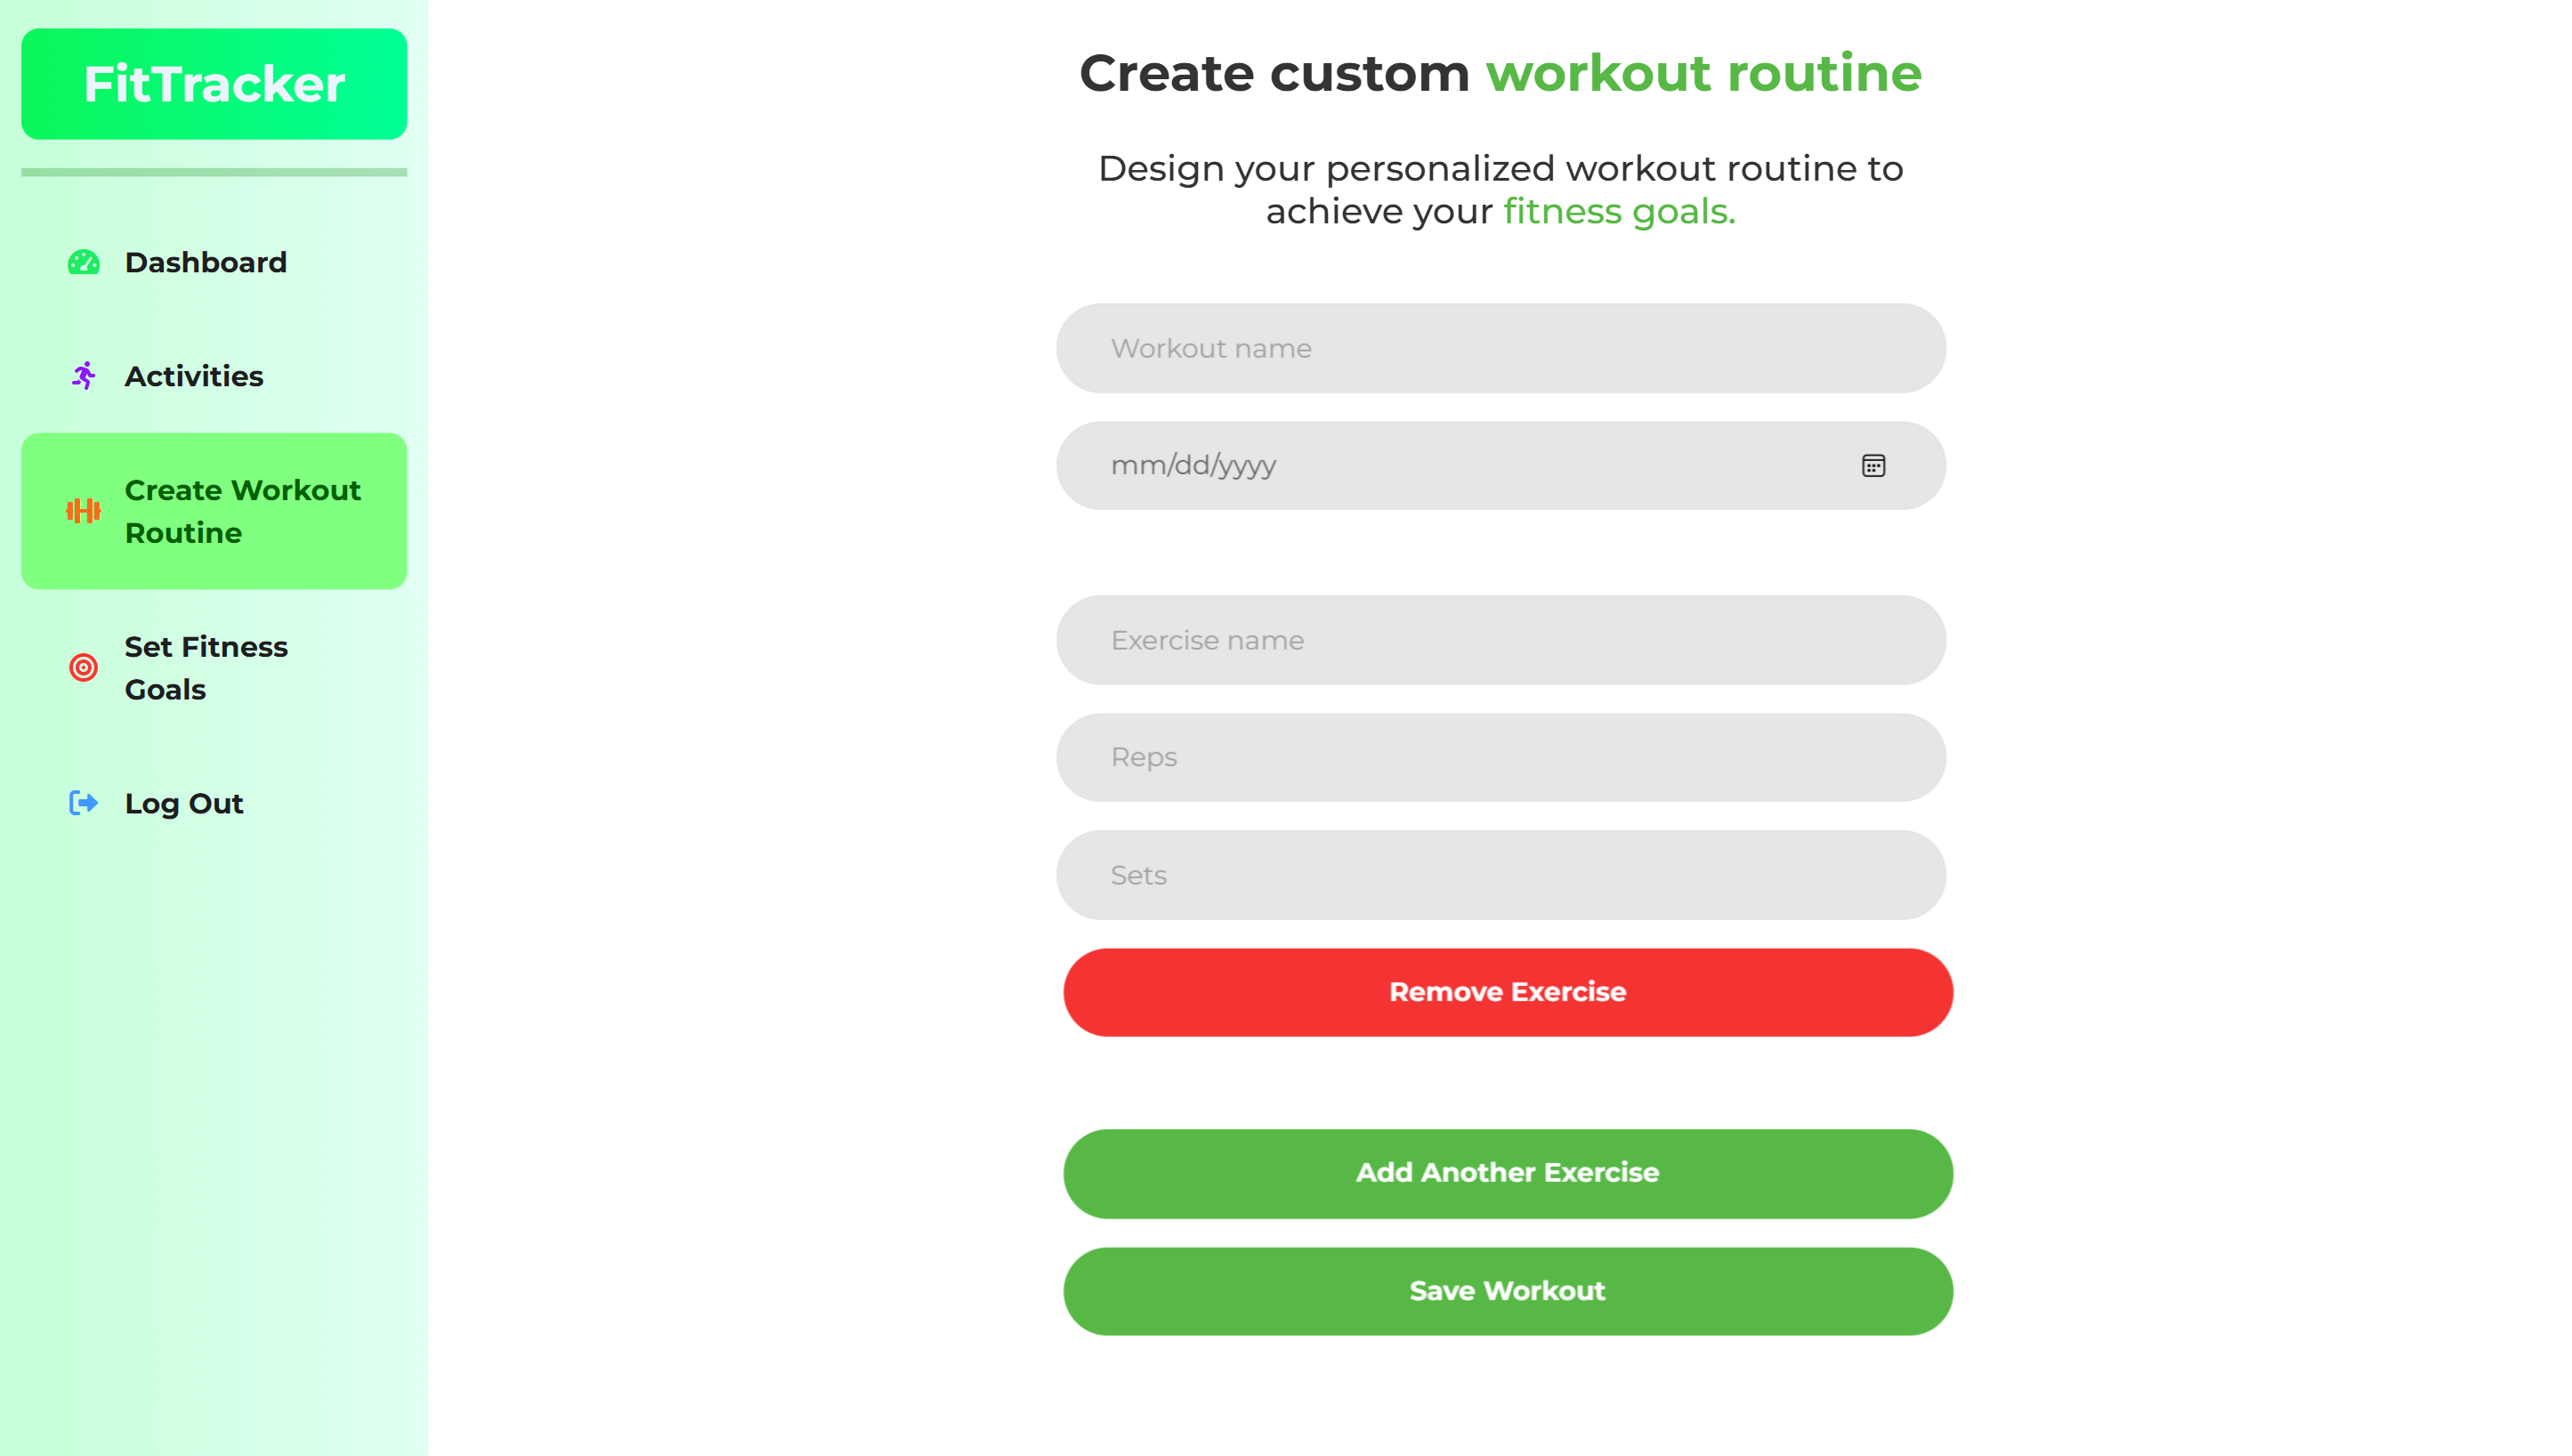 FitTracker
Dashboard
Activities
Create Workout
Routine
Set Fitness
Goals
Log Out
Create custom workout routine
Design your personalized workout routine to
achieve your fitness goals.
Workout name
mm/dd/yyyy
Exercise name
Reps
Sets
Remove Exercise
Add Another Exercise
Save Workout